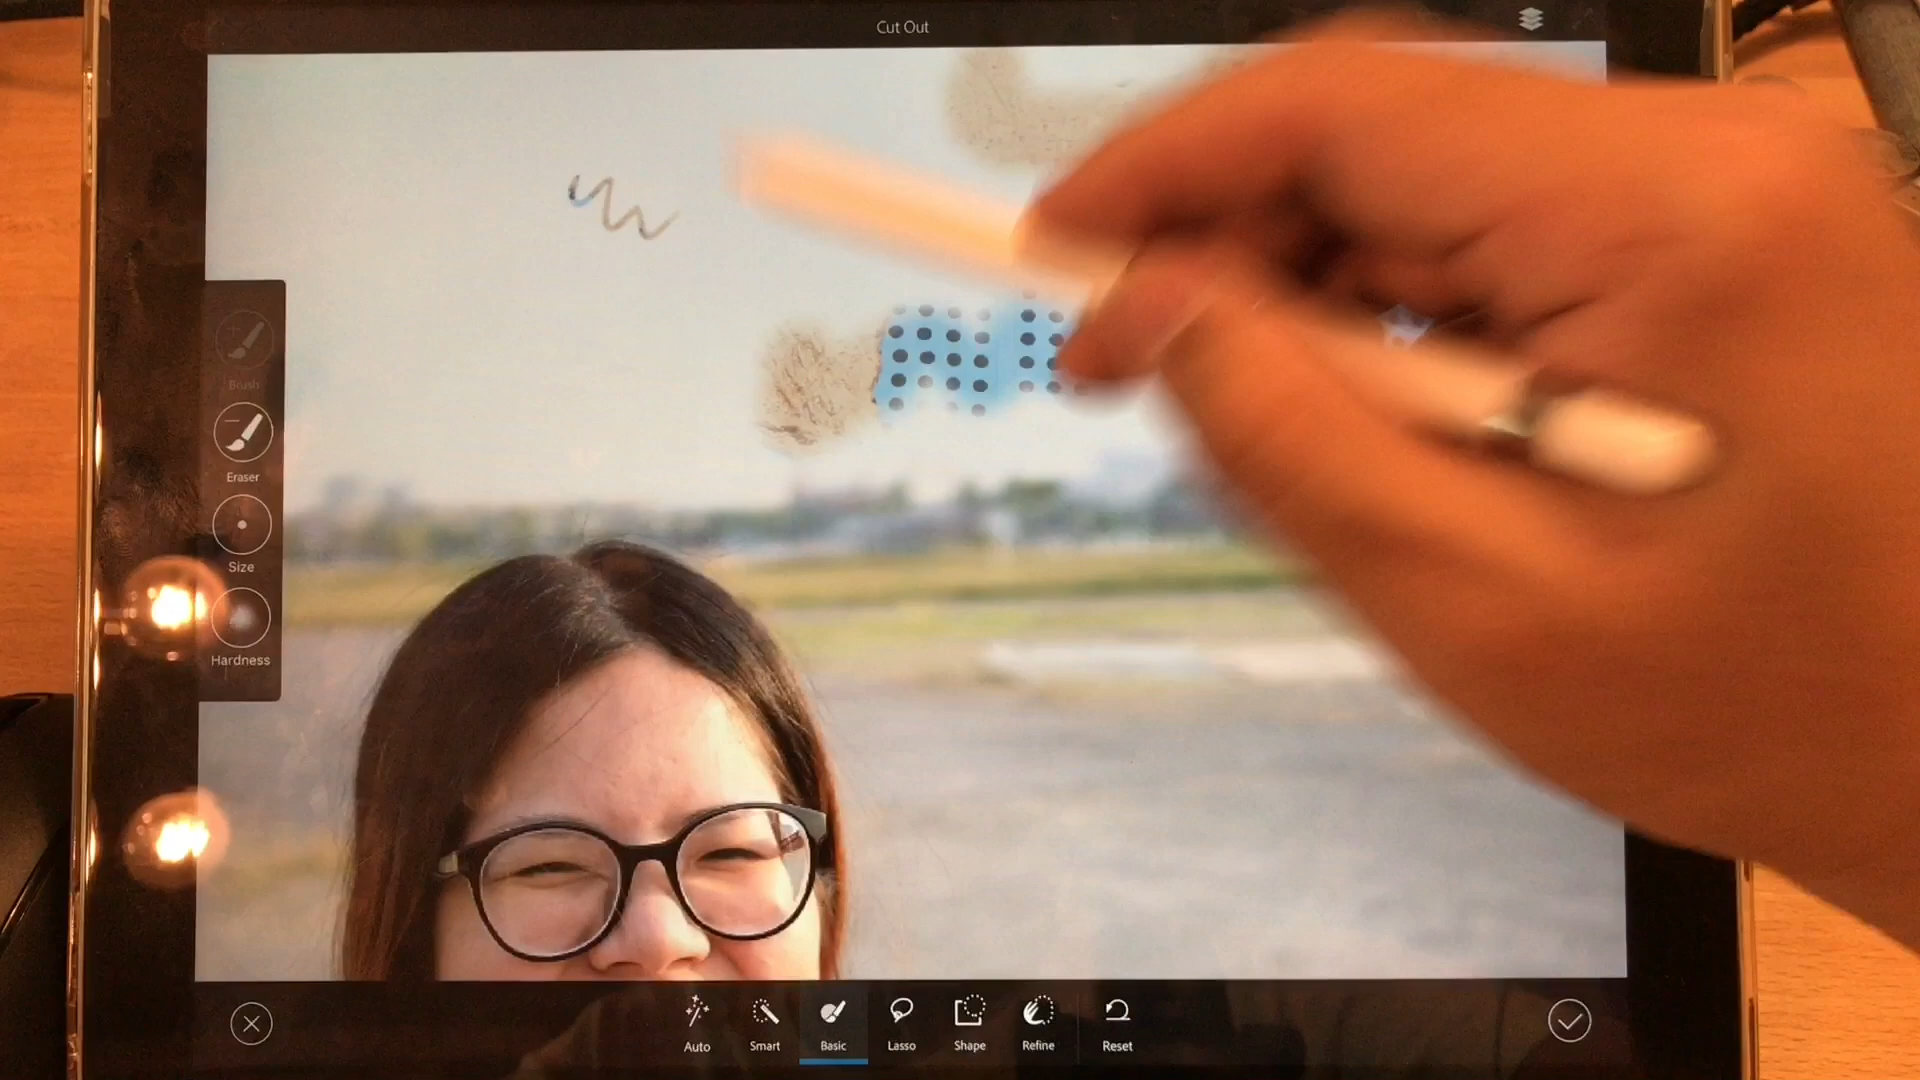 Cut Out
Brush
Eraser
Size
Hardness
Auto
Smart
Basic
Lasso
Shape
Refine
Reset